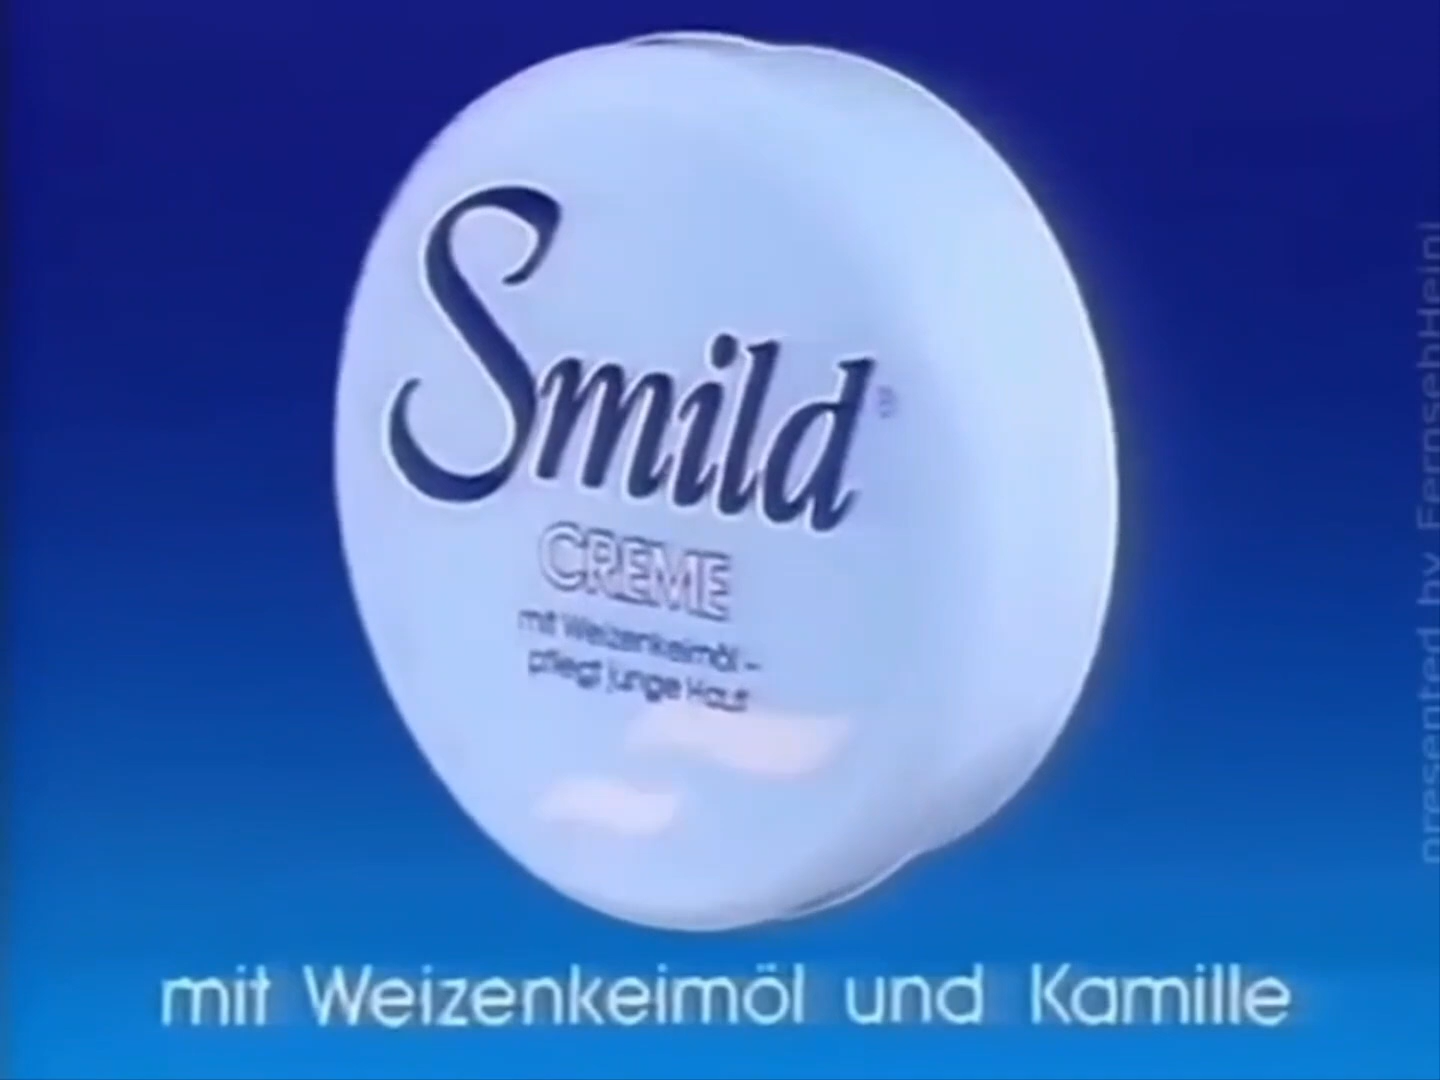 Smild®
CREME
mit Weizenkeimöl -
pflegt junge Haut
mit Weizenkeimöl und Kamille
presented by FernsehHeini